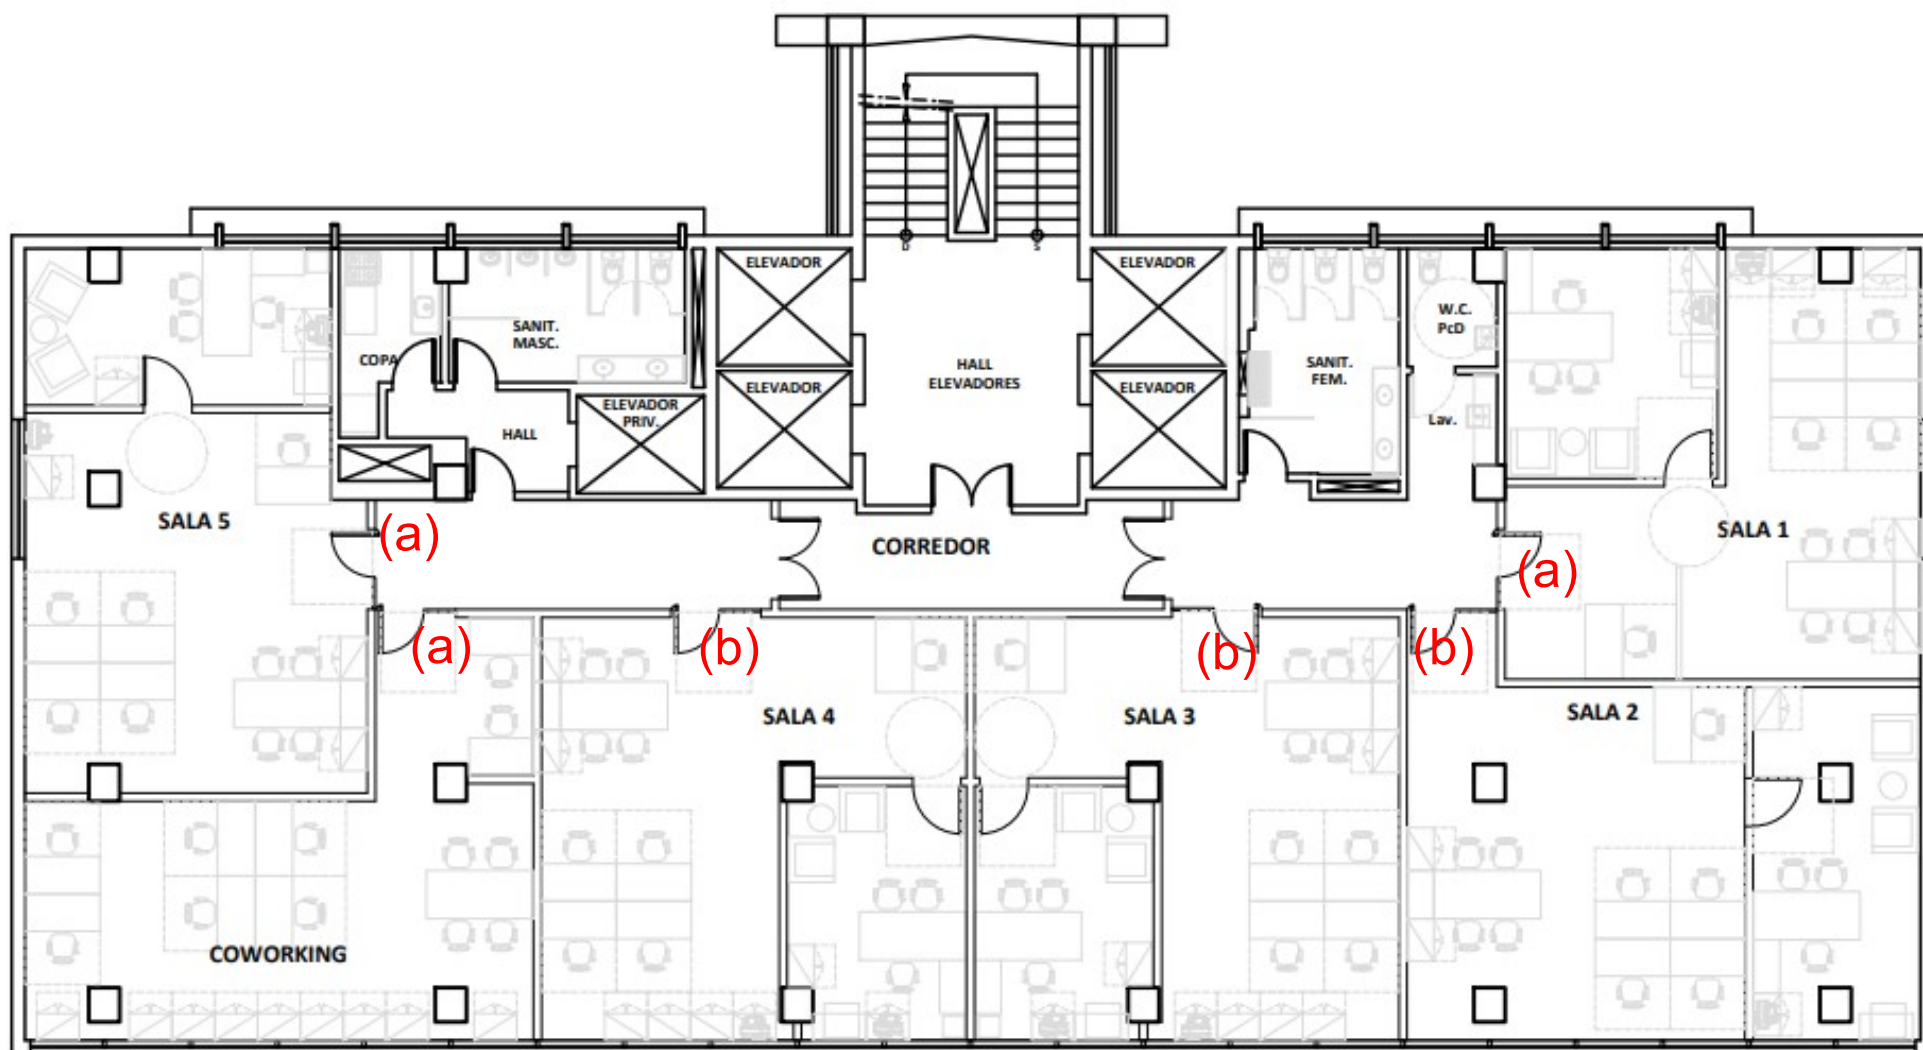 ELEVADOR
ELEVADOR
W.C.
PcD
SANIT.
MASC.
COPA
HALL
ELEVADORES
SANIT.
FEM.
ELEVADOR
ELEVADOR
ELEVADOR
PRIV.
HALL
Lav.
SALA 5
(a)
CORREDOR
SALA 1
(a)
(a)
(b)
(b)
(b)
SALA 4
SALA 3
SALA 2
COWORKING